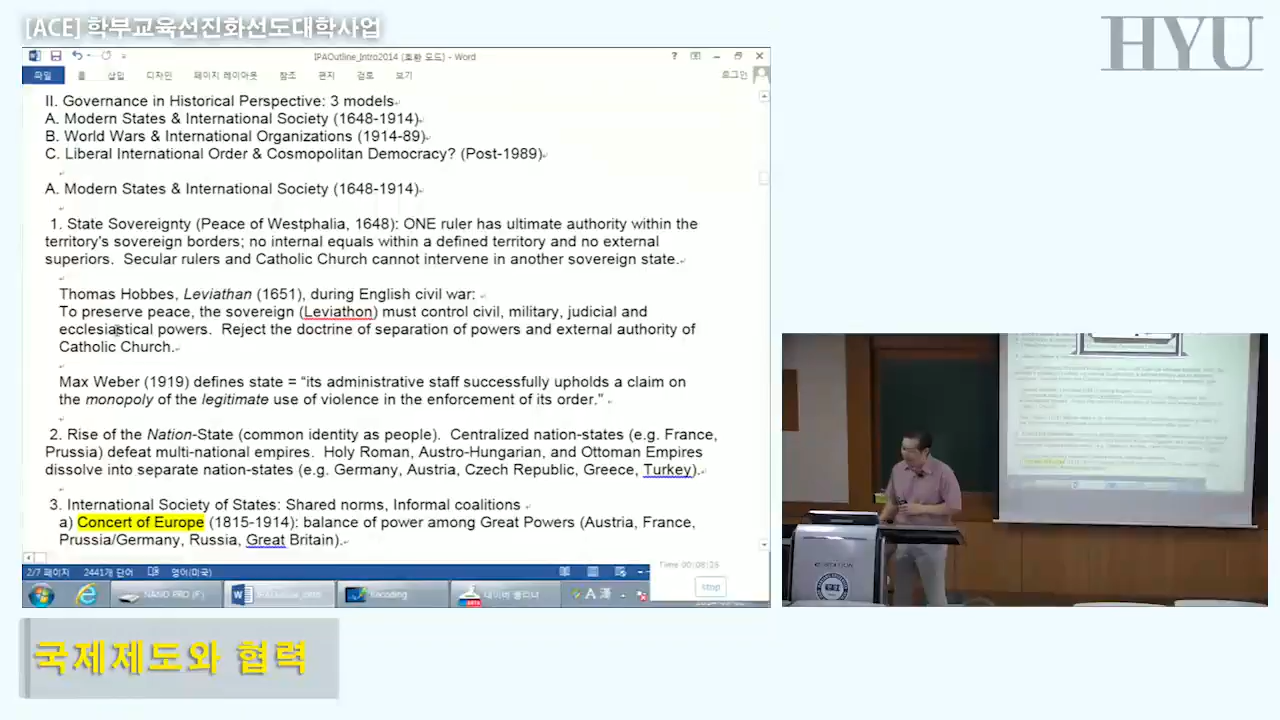 [ACE] 학부교육선진화선도대학사업
HYU
IPAOutline_Intro2014 [호환 모드] - Word
파일 홈 삽입 디자인 페이지 레이아웃 참조 편지 검토 보기
로그인
II. Governance in Historical Perspective: 3 models
A. Modern States & International Society (1648-1914)
B. World Wars & International Organizations (1914-89)
C. Liberal International Order & Cosmopolitan Democracy? (Post-1989)
A. Modern States & International Society (1648-1914)
1. State Sovereignty (Peace of Westphalia, 1648): ONE ruler has ultimate authority within the
territory's sovereign borders; no internal equals within a defined territory and no external
superiors. Secular rulers and Catholic Church cannot intervene in another sovereign state.
Thomas Hobbes, Leviathan (1651), during English civil war:
To preserve peace, the sovereign (Leviathon) must control civil, military, judicial and
ecclesiastical powers. Reject the doctrine of separation of powers and external authority of
Catholic Church.
Max Weber (1919) defines state = “its administrative staff successfully upholds a claim on
the monopoly of the legitimate use of violence in the enforcement of its order.”
2. Rise of the Nation-State (common identity as people). Centralized nation-states (e.g. France,
Prussia) defeat multi-national empires. Holy Roman, Austro-Hungarian, and Ottoman Empires
dissolve into separate nation-states (e.g. Germany, Austria, Czech Republic, Greece, Turkey).
3. International Society of States: Shared norms, Informal coalitions
a) Concert of Europe (1815-1914): balance of power among Great Powers (Austria, France,
Prussia/Germany, Russia, Great Britain).
2/7 페이지 2441개 단어 영어(미국)
stop
NANO PRO (F:)
국제제도와 협력